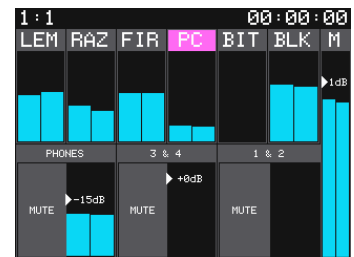 1:1 00:00:00
LEM RAZ FIR PC BIT BLK M
1dB
PHONES 3 & 4 1 & 2
+0dB
-15dB
MUTE MUTE MUTE